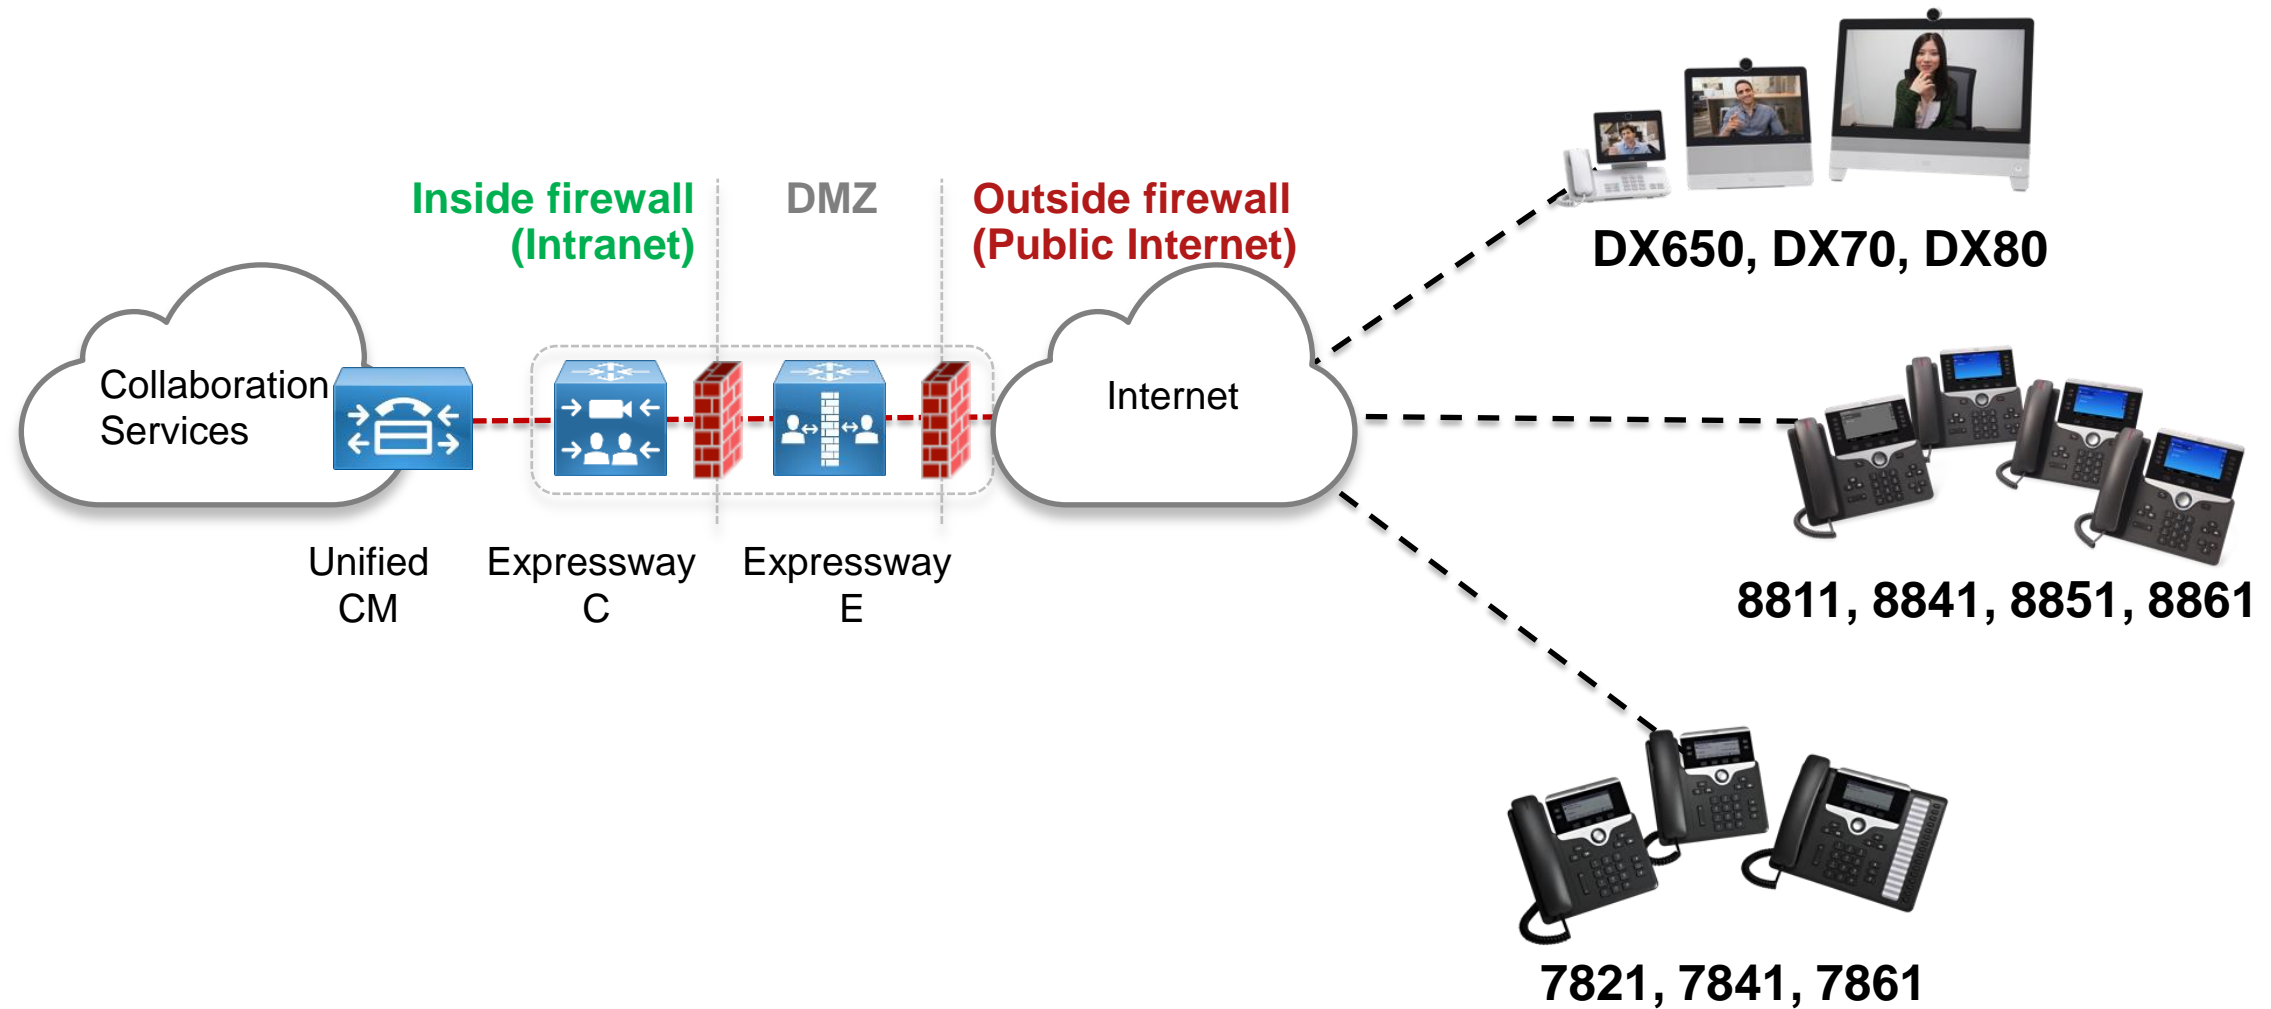 Inside firewall
(Intranet)
DMZ
Outside firewall
(Public Internet)
DX650, DX70, DX80
Collaboration
Services
Internet
Unified
CM
Expressway
C
Expressway
E
8811, 8841, 8851, 8861
7821, 7841, 7861